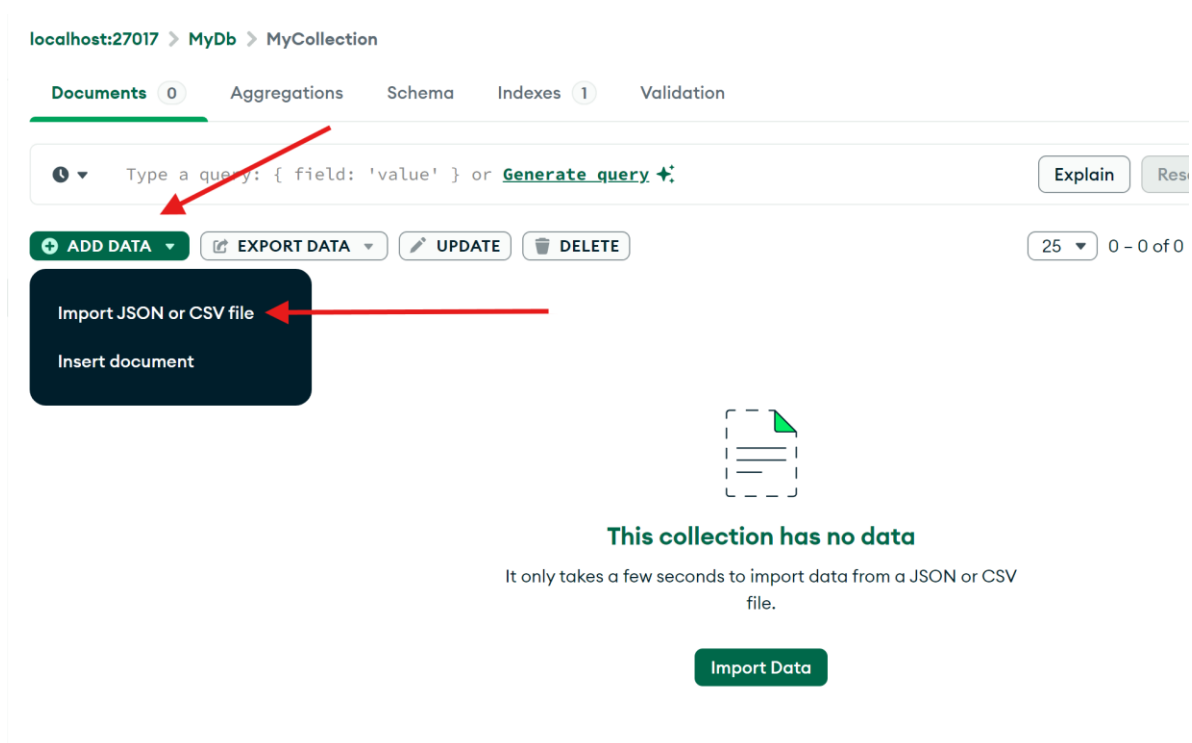 localhost:27017 > MyDb > MyCollection
Documents 0 Aggregations Schema Indexes 1 Validation
Type a query: { field: 'value' } or Generate query
Explain
Rese
ADD DATA EXPORT DATA UPDATE DELETE 25 0 – 0 of 0
Import JSON or CSV file
Insert document
This collection has no data
It only takes a few seconds to import data from a JSON or CSV
file.
Import Data